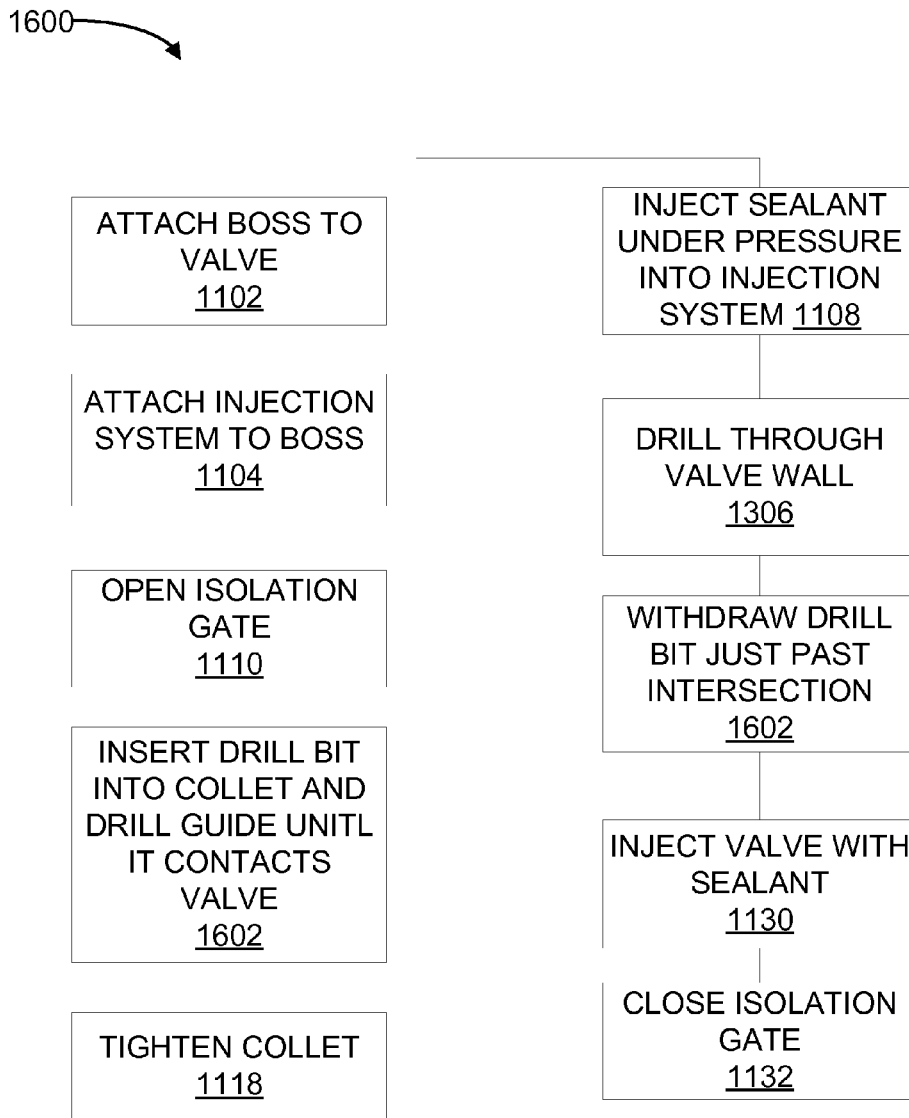 1600
ATTACH BOSS TO
VALVE
1102
ATTACH INJECTION
SYSTEM TO BOSS
1104
OPEN ISOLATION
GATE
1110
INSERT DRILL BIT
INTO COLLET AND
DRILL GUIDE UNITL
IT CONTACTS
VALVE
1602
TIGHTEN COLLET
1118
INJECT SEALANT
UNDER PRESSURE
INTO INJECTION
SYSTEM 1108
DRILL THROUGH
VALVE WALL
1306
WITHDRAW DRILL
BIT JUST PAST
INTERSECTION
1602
INJECT VALVE WITH
SEALANT
1130
CLOSE ISOLATION
GATE
1132